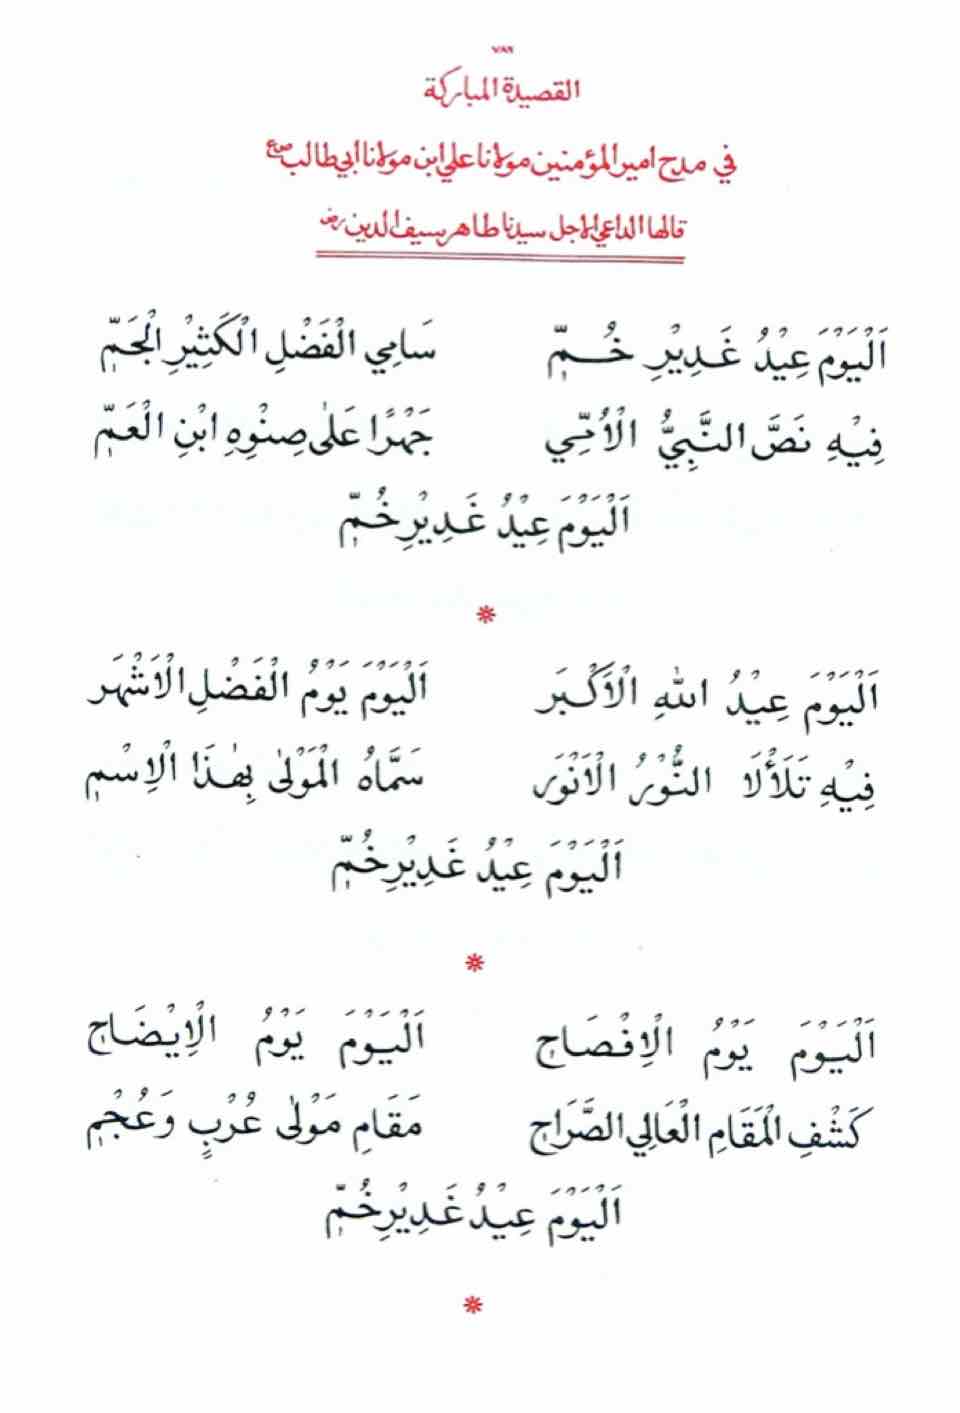 ٧٨٦
القصيدة المباركة
في مدح امير المؤمنين مولانا علي ابن مولانا ابي طالب صع
قالها الداعي الاجل سيدنا طاهر سيف الدين رض
اَلْيَوْمَ عِيْدُ غَدِيْرِ خُمّٖ سَامِي الْفَضْلِ الْكَثِيْرِ الْجَمّٖ
فِيْهِ نَصَّ النَّبِيُّ الْاُمِّي جَهْرًا عَلٰى صِنْوِهِ ابْنِ الْعَمّٖ
اَلْيَوْمَ عِيْدُ غَدِيْرِ خُمّٖ
اَلْيَوْمَ عِيْدُ اللهِ الْاَكْبَر اَلْيَوْمَ يَوْمُ الْفَضْلِ الْاَشْهَر
فِيْهِ تَلَأْلَا النُّوْرُ الْاَنْوَر سَمَّاهُ الْمَوْلٰى بِهٰذَا الْاِسْمٖ
اَلْيَوْمَ عِيْدُ غَدِيْرِ خُمّٖ
اَلْيَوْمَ يَوْمُ الْاِفْصَاحٖ اَلْيَوْمَ يَوْمُ الْاِيْضَاحٖ
كَشْفِ الْمَقَامِ الْعَالِي الصَّرَاحٖ مَقَامِ مَوْلٰى عُرْبٍ وَعُجْمٖ
اَلْيَوْمَ عِيْدُ غَدِيْرِ خُمّٖ